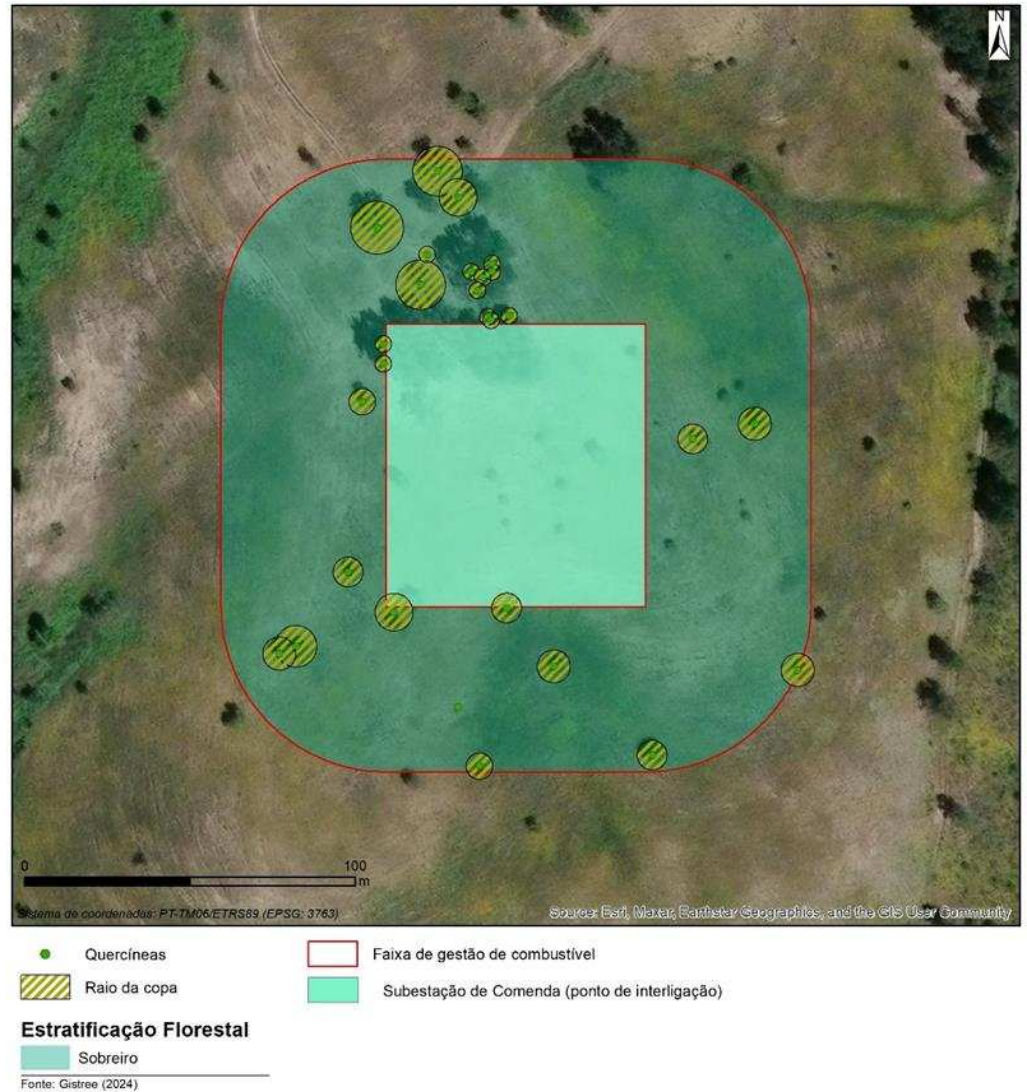 0
100
m
Sistema de coordenadas: PT-TM06/ETRS89 (EPSG: 3763)
Source: Esri, Maxar, Earthstar Geographics, and the GIS User Community
Quercíneas
Faixa de gestão de combustível
Raio da copa
Subestação de Comenda (ponto de interligação)
Estratificação Florestal
Sobreiro
Fonte: Gistree (2024)